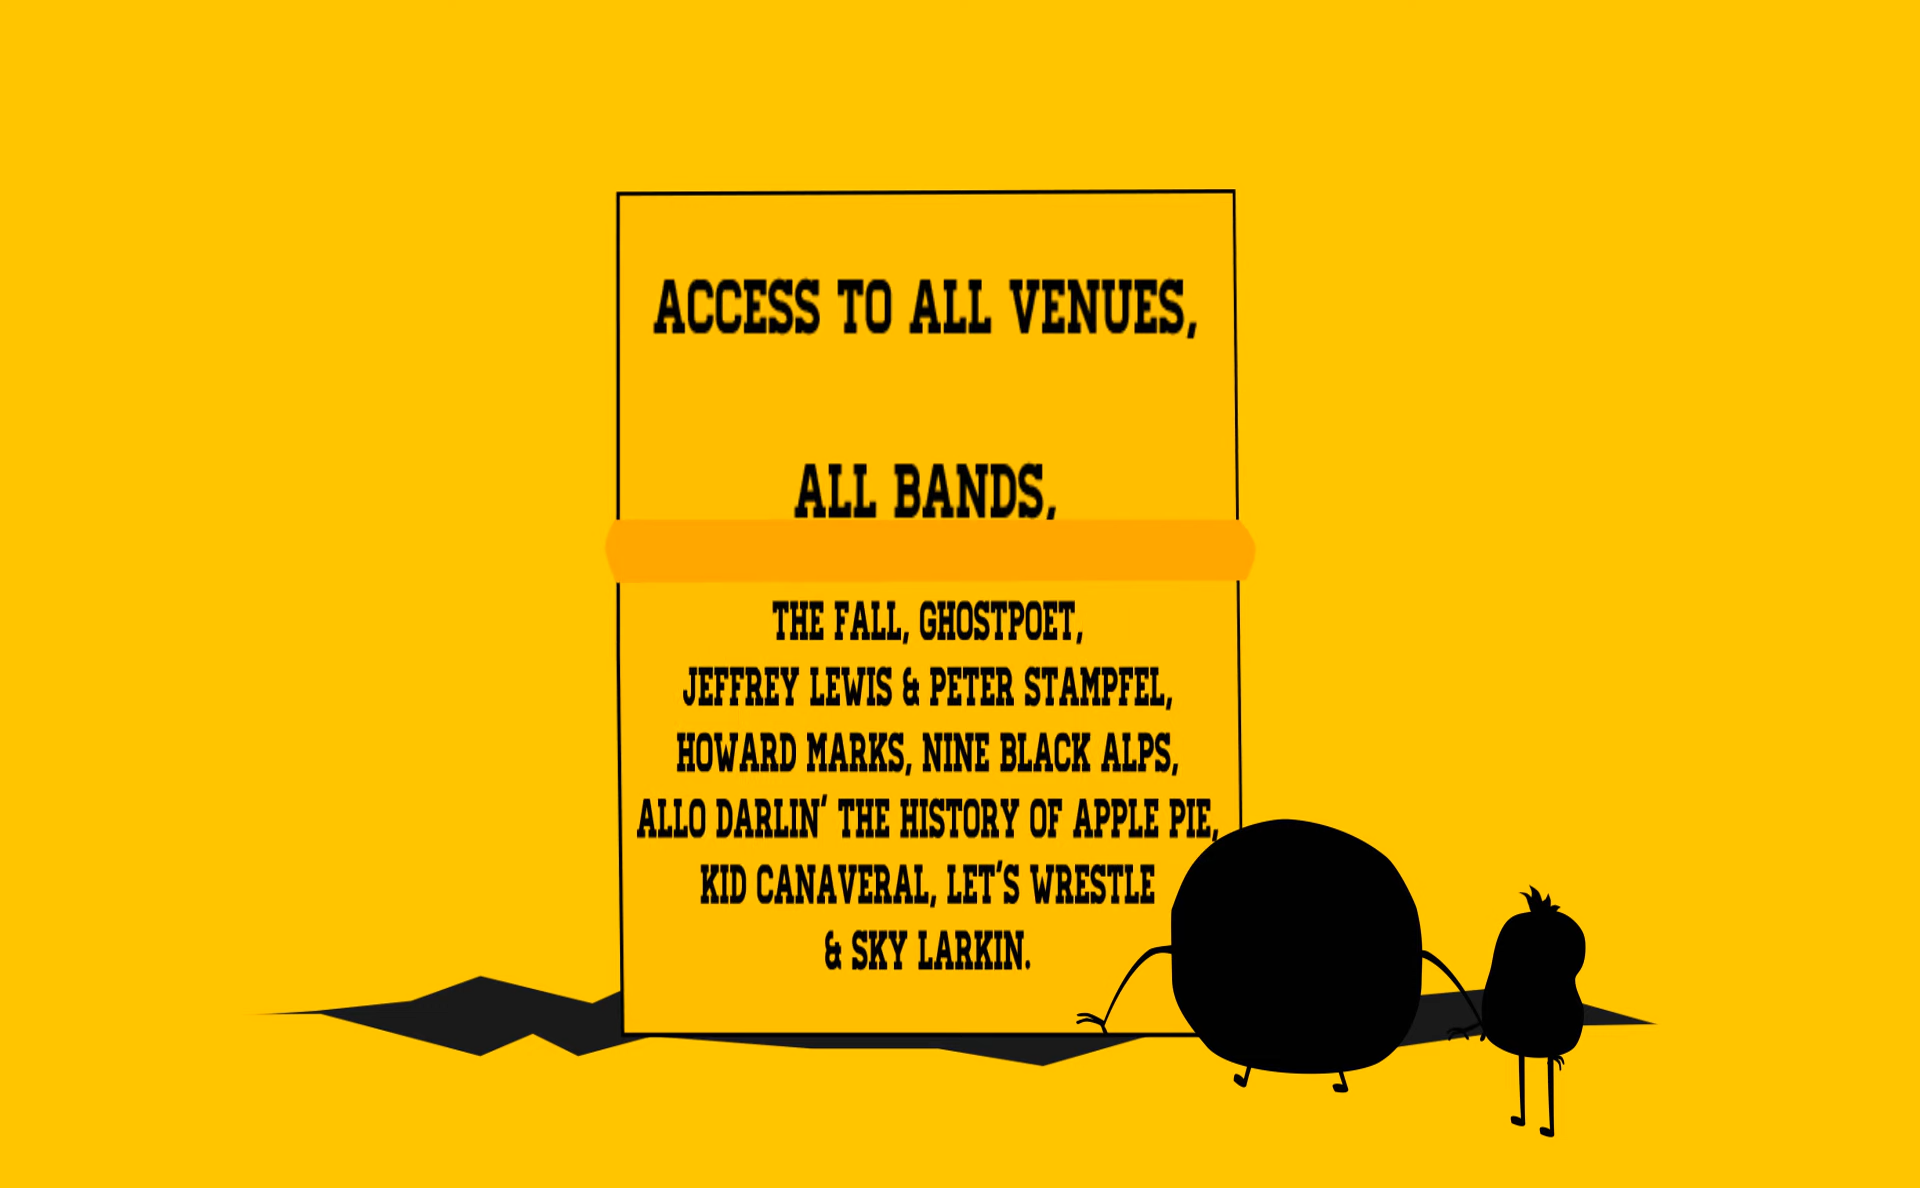 ACCESS TO ALL VENUES,
ALL BANDS,
THE FALL, GHOSTPOET,
JEFFREY LEWIS & PETER STAMPFEL,
HOWARD MARKS, NINE BLACK ALPS,
ALLO DARLIN' THE HISTORY OF APPLE PIE,
KID CANAVERAL, LET'S WRESTLE
& SKY LARKIN.